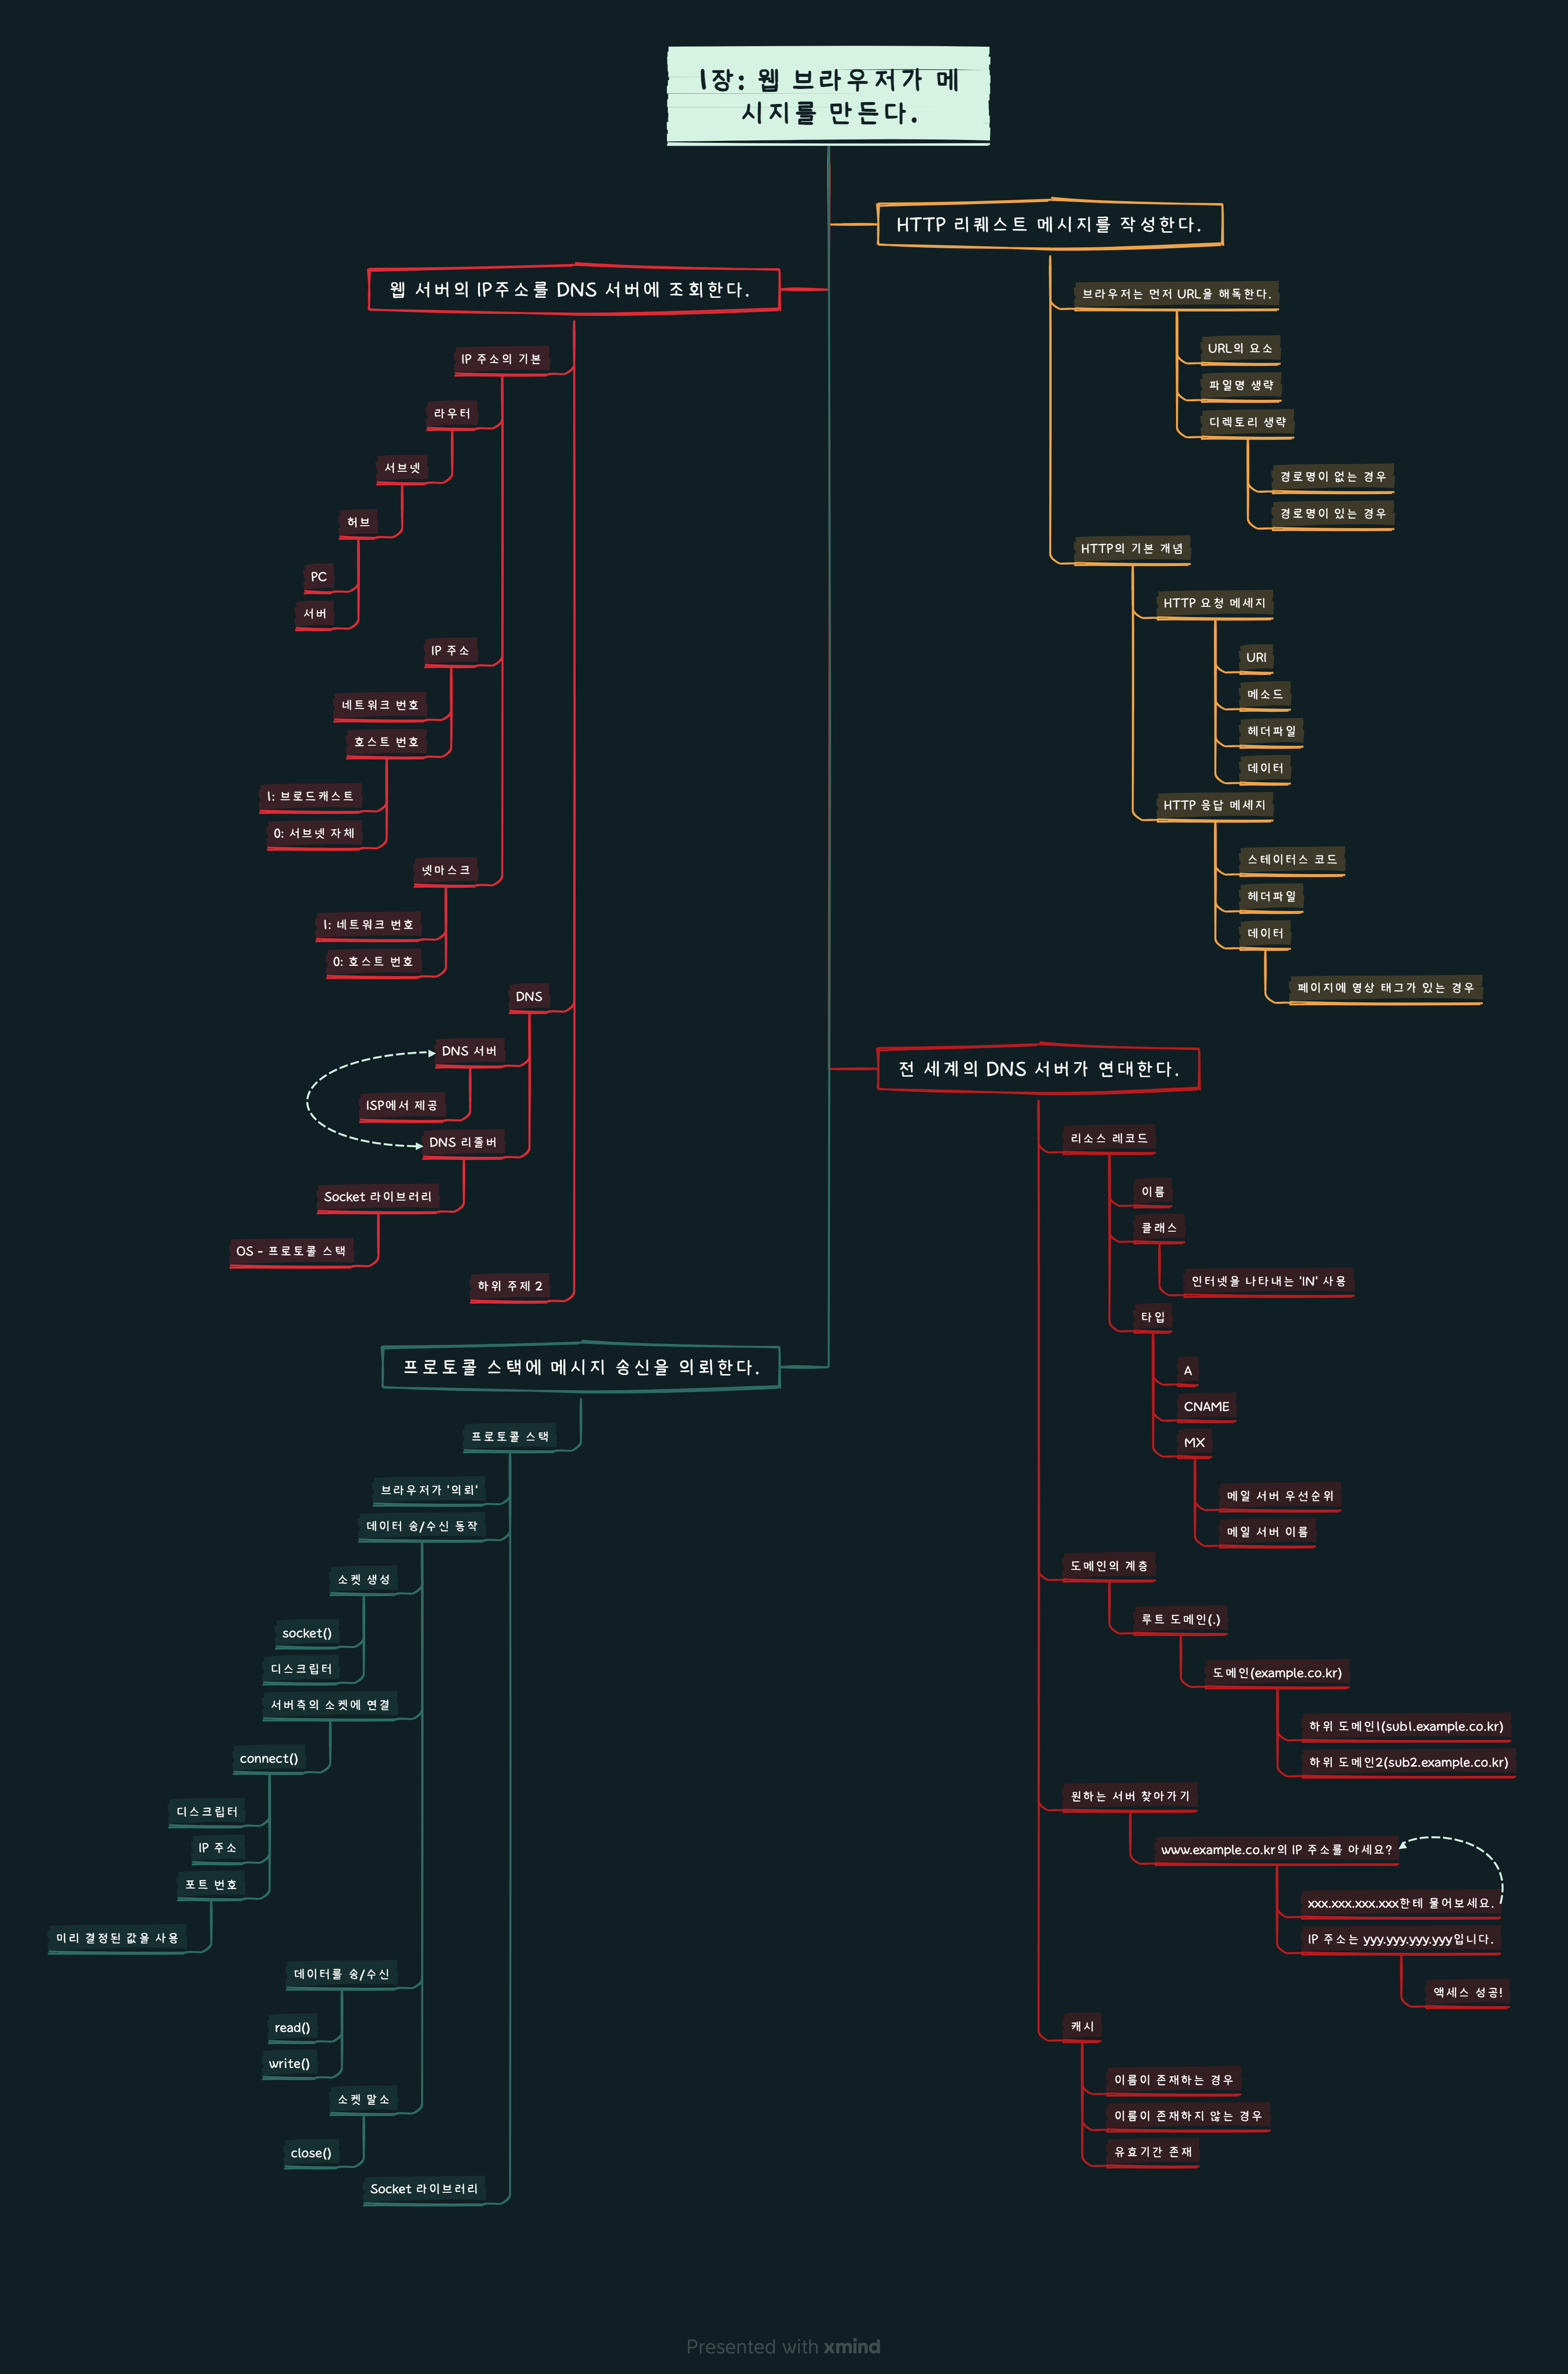 1장: 웹 브라우저가 메
시지를 만든다.
HTTP 리퀘스트 메시지를 작성한다.
브라우저는 먼저 URL을 해독한다.
URL의 요소
파일명 생략
디렉토리 생략
경로명이 없는 경우
경로명이 있는 경우
HTTP의 기본 개념
HTTP 요청 메세지
URI
메소드
헤더파일
데이터
HTTP 응답 메세지
스테이터스 코드
헤더파일
데이터
페이지에 영상 태그가 있는 경우
웹 서버의 IP주소를 DNS 서버에 조회한다.
IP 주소의 기본
라우터
서브넷
허브
PC
서버
IP 주소
네트워크 번호
호스트 번호
1: 브로드캐스트
0: 서브넷 자체
넷마스크
1: 네트워크 번호
0: 호스트 번호
DNS
DNS 서버
ISP에서 제공
DNS 리졸버
Socket 라이브러리
OS - 프로토콜 스택
하위 주제 2
전 세계의 DNS 서버가 연대한다.
리소스 레코드
이름
클래스
인터넷을 나타내는 'IN' 사용
타입
A
CNAME
MX
메일 서버 우선순위
메일 서버 이름
도메인의 계층
루트 도메인(.)
도메인(example.co.kr)
하위 도메인1(sub1.example.co.kr)
하위 도메인2(sub2.example.co.kr)
원하는 서버 찾아가기
www.example.co.kr의 IP 주소를 아세요?
xxx.xxx.xxx.xxx한테 물어보세요.
IP 주소는 yyy.yyy.yyy.yyy입니다.
액세스 성공!
캐시
이름이 존재하는 경우
이름이 존재하지 않는 경우
유효기간 존재
프로토콜 스택에 메시지 송신을 의뢰한다.
프로토콜 스택
브라우저가 '의뢰'
데이터 송/수신 동작
소켓 생성
socket()
디스크립터
서버측의 소켓에 연결
connect()
디스크립터
IP 주소
포트 번호
미리 결정된 값을 사용
데이터를 송/수신
read()
write()
소켓 말소
close()
Socket 라이브러리
Presented with xmind